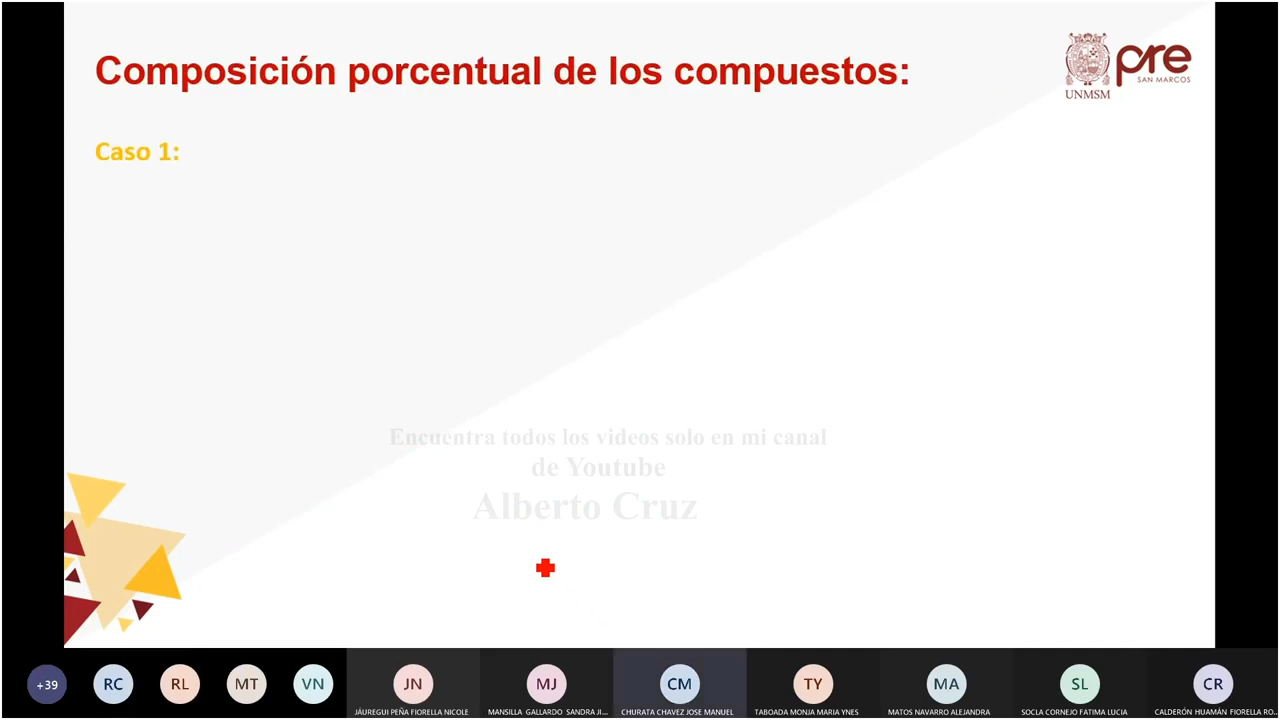 Composición porcentual de los compuestos:
pre
SAN MARCOS
UNMSM
Caso 1:
Encuentra todos los videos solo en mi canal
de Youtube
Alberto Cruz
+39
RC
RL
MT
VN
JN
MJ
CM
TY
MA
SL
CR
JÁUREGUI PEÑA FIORELLA NICOLE
MANSILLA GALLARDO SANDRA JI...
CHURATA CHAVEZ JOSE MANUEL
TABOADA MONJA MARIA YNES
MATOS NAVARRO ALEJANDRA
SOCLA CORNEJO FATIMA LUCIA
CALDERÓN HUAMÁN FIORELLA RO...